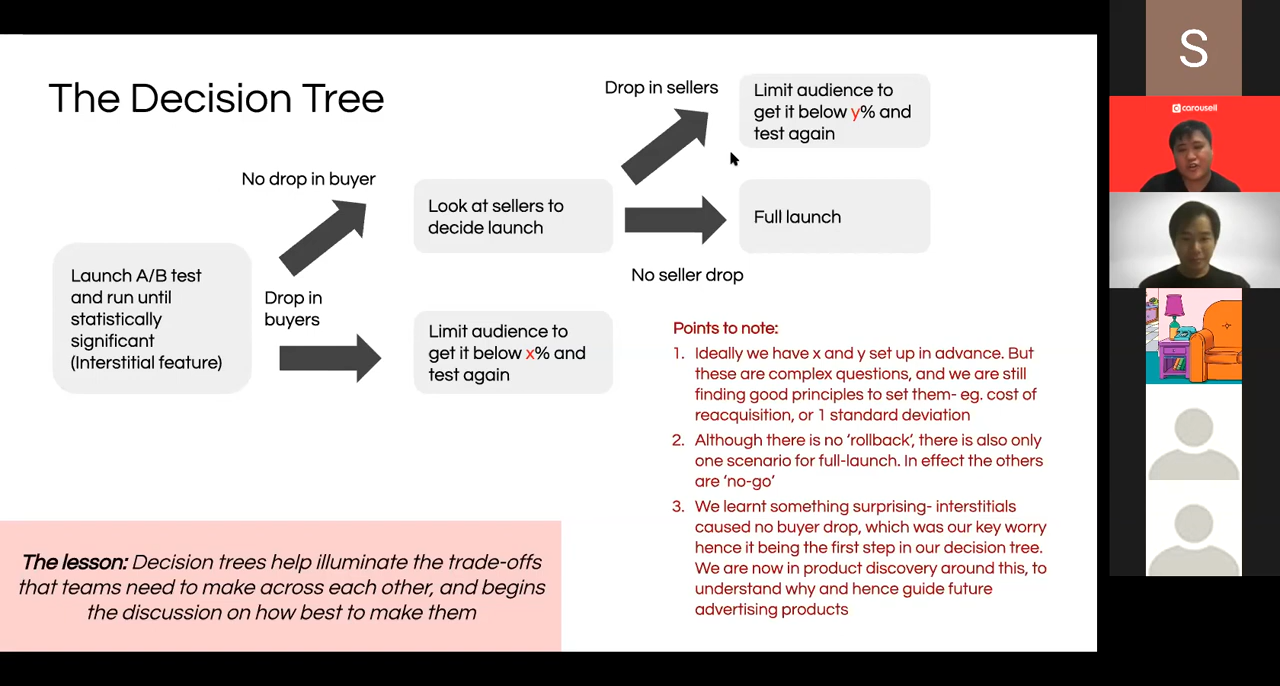 The Decision Tree
Launch A/B test
and run until
statistically
significant
(Interstitial feature)
No drop in buyer
Drop in
buyers
Look at sellers to
decide launch
Limit audience to
get it below x% and
test again
Drop in sellers
Limit audience to
get it below y% and
test again
Full launch
No seller drop
Points to note:
1. Ideally we have x and y set up in advance. But
these are complex questions, and we are still
finding good principles to set them- eg. cost of
reacquisition, or 1 standard deviation
2. Although there is no ‘rollback’, there is also only
one scenario for full-launch. In effect the others
are ‘no-go’
3. We learnt something surprising- interstitials
caused no buyer drop, which was our key worry
hence it being the first step in our decision tree.
We are now in product discovery around this, to
understand why and hence guide future
advertising products
The lesson: Decision trees help illuminate the trade-offs
that teams need to make across each other, and begins
the discussion on how best to make them
S
carousell